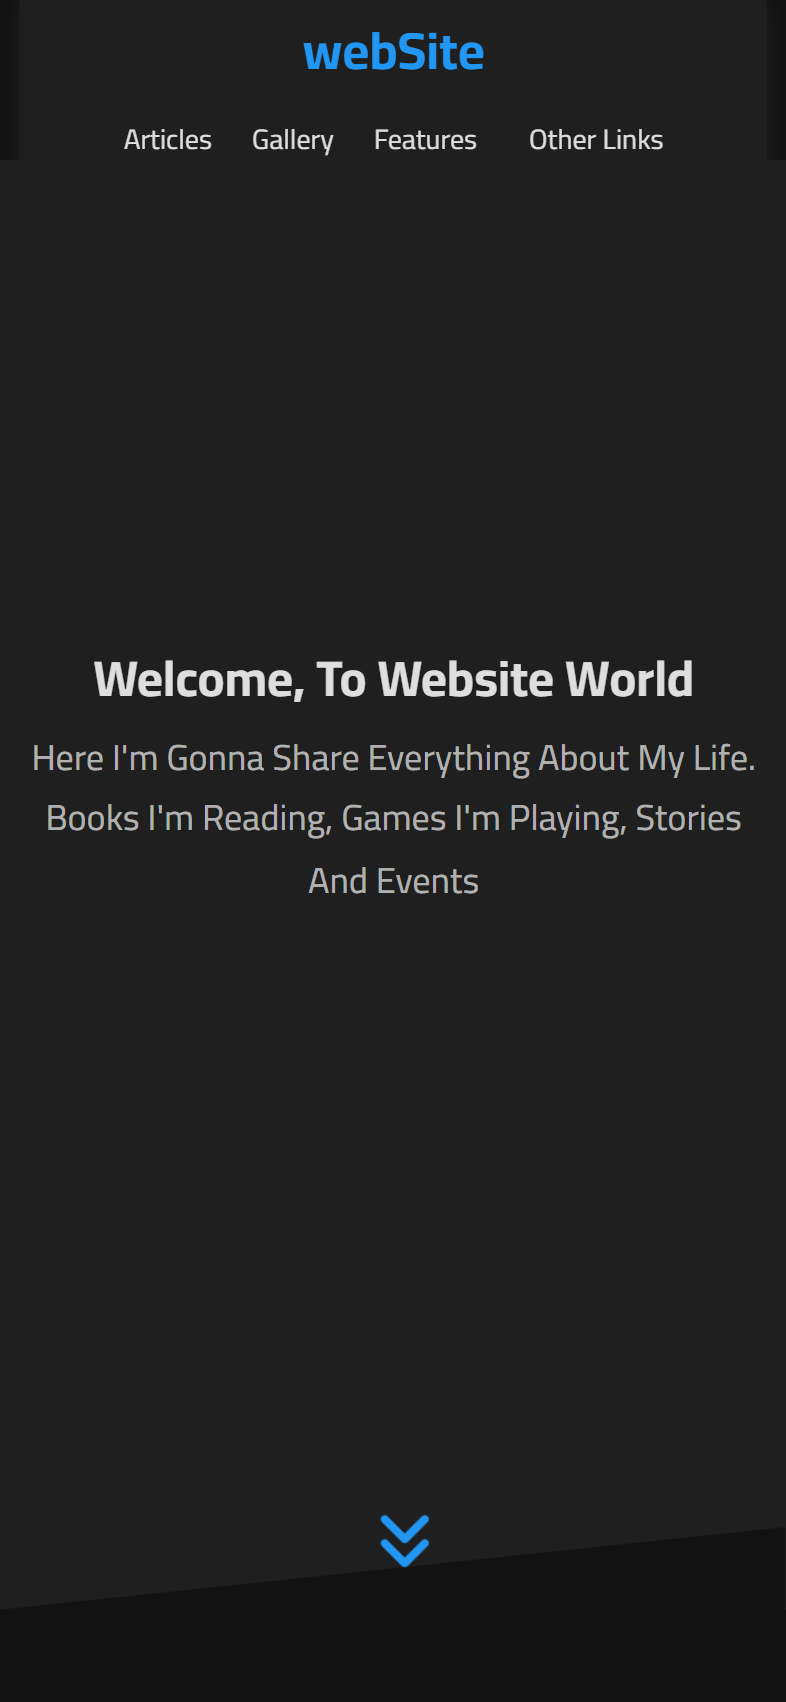 webSite
Articles Gallery Features Other Links
Welcome, To Website World
Here I'm Gonna Share Everything About My Life.
Books I'm Reading, Games I'm Playing, Stories
And Events